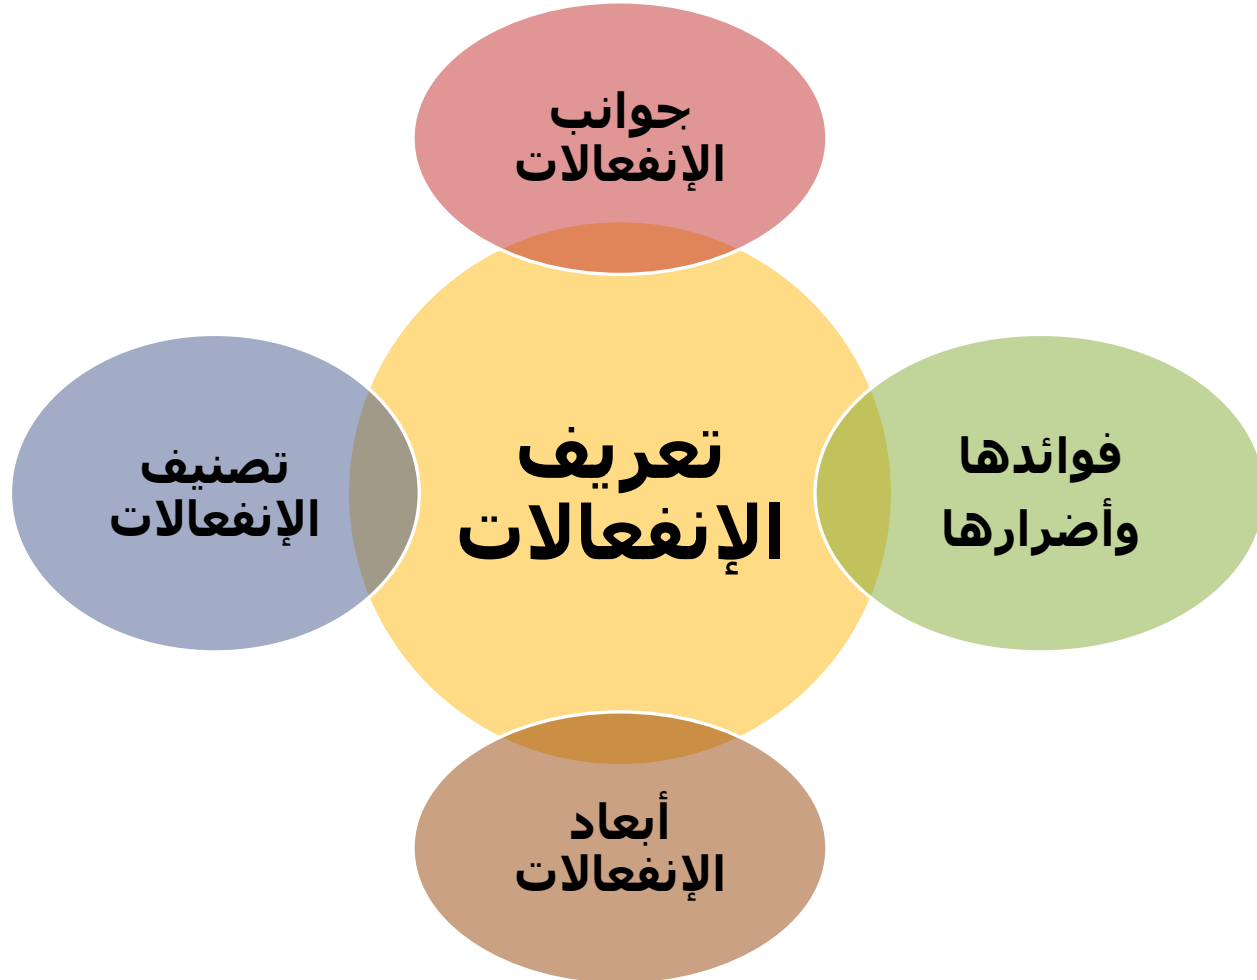 جوانب
الإنفعالات
تعريف
الإنفعالات
فوائدها
وأضرارها
تصنيف
الإنفعالات
أبعاد
الإنفعالات